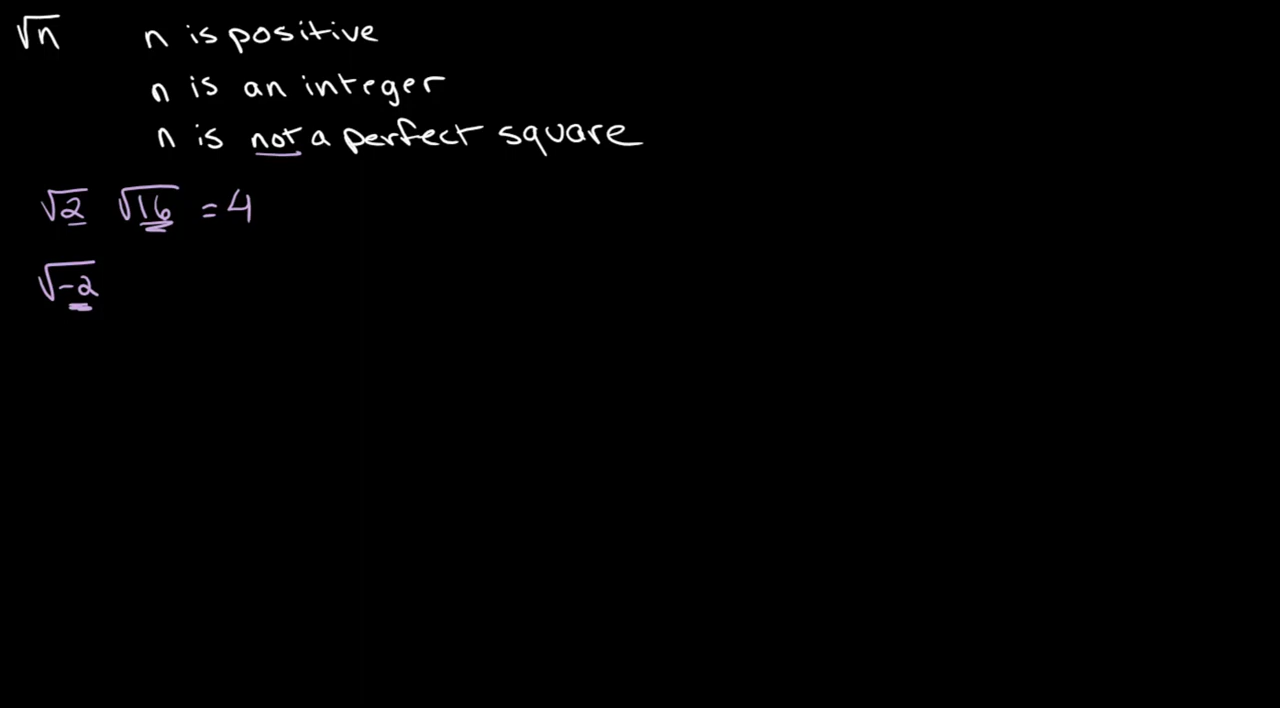 √n n is positive
n is an integer
n is not a perfect square
√2 √16 = 4
√-2